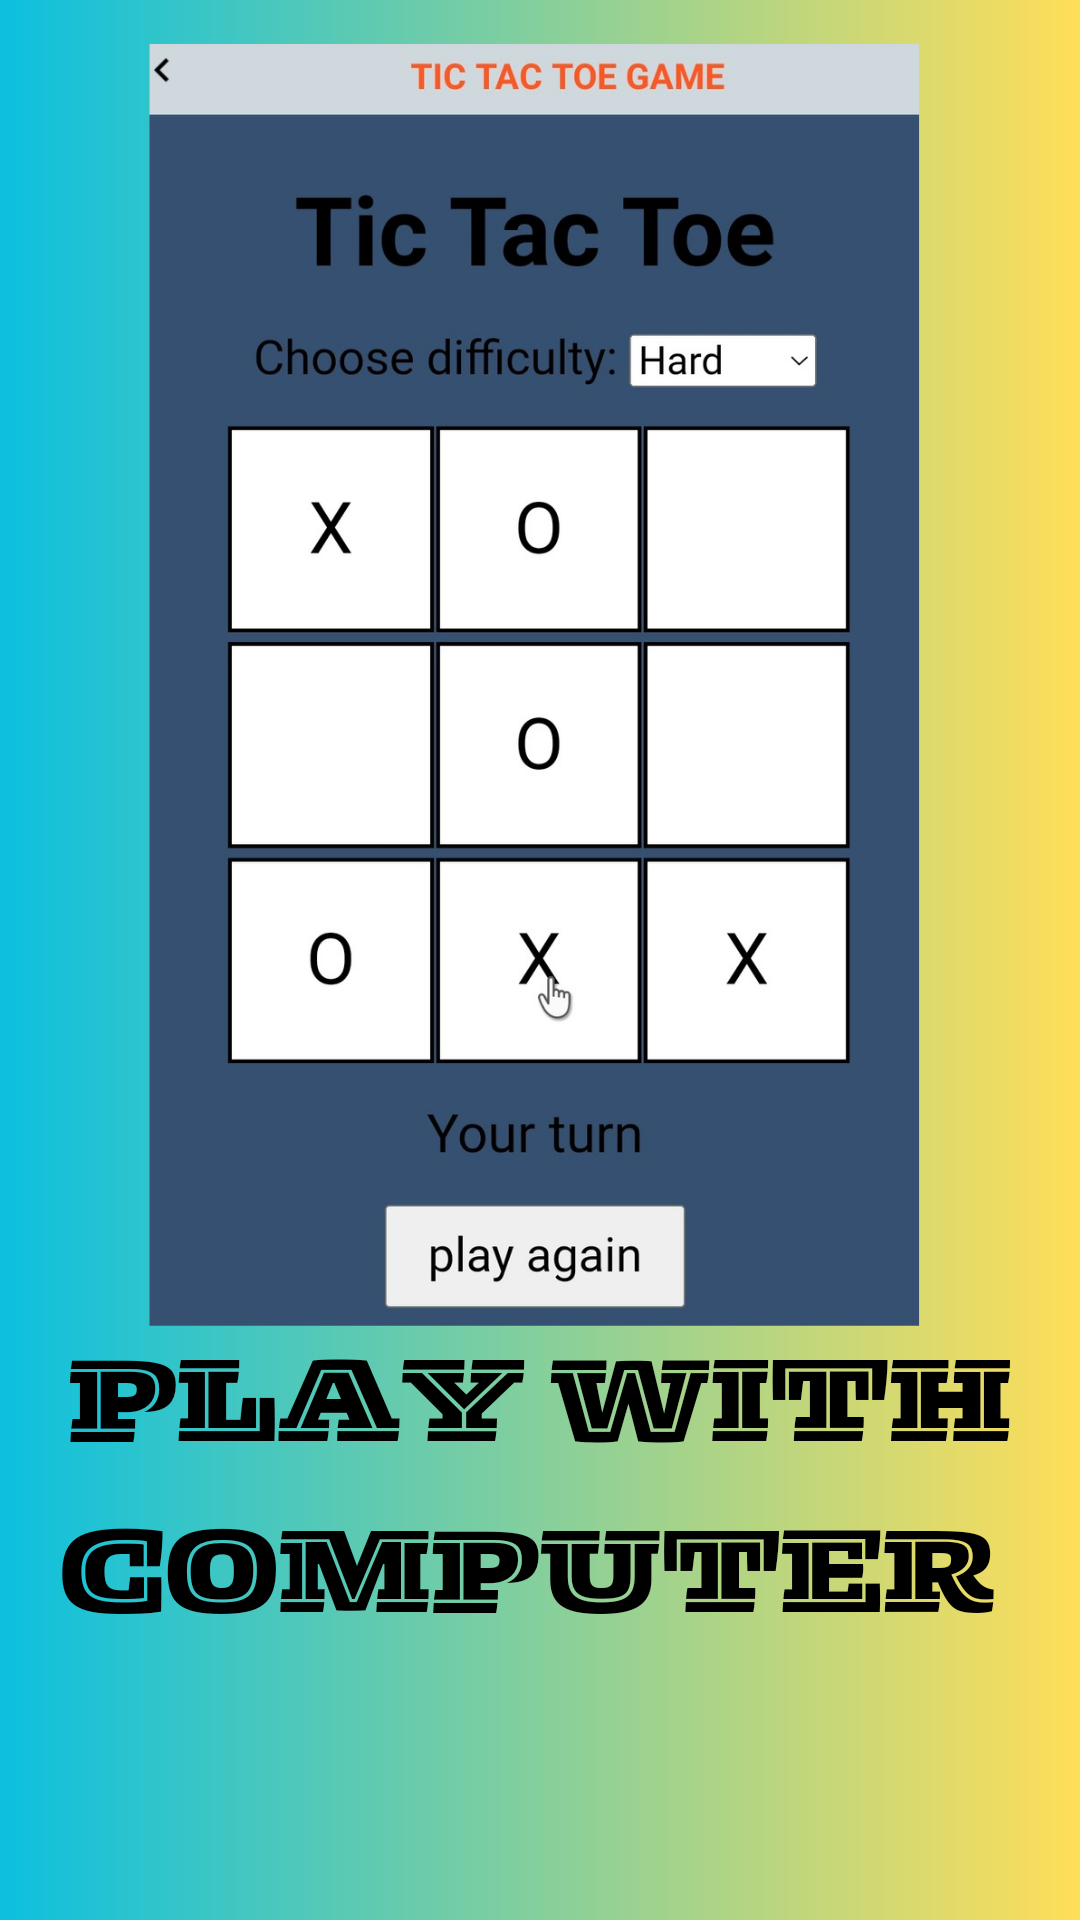 TIC TAC TOE GAME
Tic Tac Toe
Choose difficulty: Hard
X O
O
O X X
Your turn
play again
PLAY WITH
COMPUTER